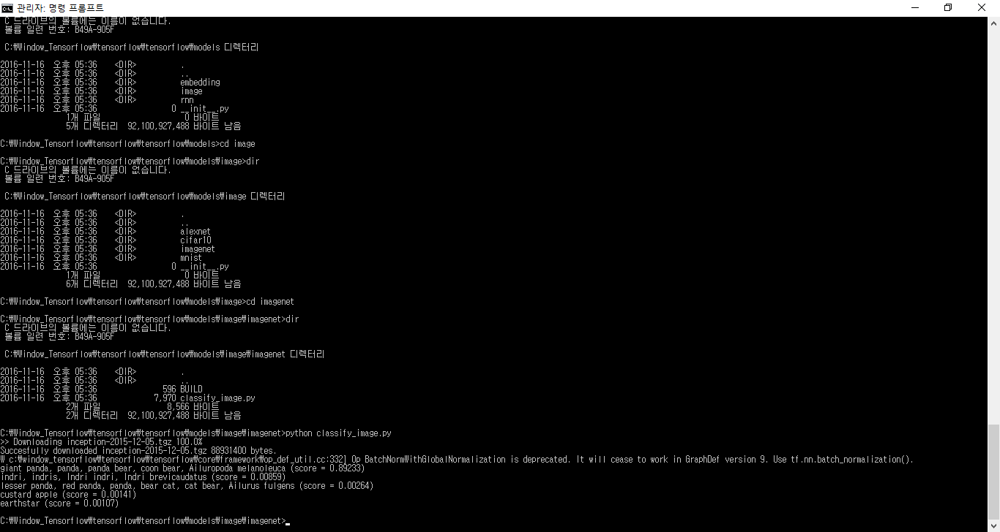 관리자: 명령 프롬프트
C 드라이브의 볼륨에는 이름이 없습니다.
볼륨 일련 번호: B49A-905F
C:₩Window_Tensorflow₩tensorflow₩tensorflow₩models 디렉터리
2016-11-16 오후 05:36 <DIR> .
2016-11-16 오후 05:36 <DIR> ..
2016-11-16 오후 05:36 <DIR> embedding
2016-11-16 오후 05:36 <DIR> image
2016-11-16 오후 05:36 <DIR> rnn
2016-11-16 오후 05:36 0 __init__.py
1개 파일 0 바이트
5개 디렉터리 92,100,927,488 바이트 남음
C:₩Window_Tensorflow₩tensorflow₩tensorflow₩models>cd image
C:₩Window_Tensorflow₩tensorflow₩tensorflow₩models₩image>dir
C 드라이브의 볼륨에는 이름이 없습니다.
볼륨 일련 번호: B49A-905F
C:₩Window_Tensorflow₩tensorflow₩tensorflow₩models₩image 디렉터리
2016-11-16 오후 05:36 <DIR> .
2016-11-16 오후 05:36 <DIR> ..
2016-11-16 오후 05:36 <DIR> alexnet
2016-11-16 오후 05:36 <DIR> cifar10
2016-11-16 오후 05:36 <DIR> imagenet
2016-11-16 오후 05:36 <DIR> mnist
2016-11-16 오후 05:36 0 __init__.py
1개 파일 0 바이트
6개 디렉터리 92,100,927,488 바이트 남음
C:₩Window_Tensorflow₩tensorflow₩tensorflow₩models₩image>cd imagenet
C:₩Window_Tensorflow₩tensorflow₩tensorflow₩models₩image₩imagenet>dir
C 드라이브의 볼륨에는 이름이 없습니다.
볼륨 일련 번호: B49A-905F
C:₩Window_Tensorflow₩tensorflow₩tensorflow₩models₩image₩imagenet 디렉터리
2016-11-16 오후 05:36 <DIR> .
2016-11-16 오후 05:36 <DIR> ..
2016-11-16 오후 05:36 596 BUILD
2016-11-16 오후 05:36 7,970 classify_image.py
2개 파일 8,566 바이트
2개 디렉터리 92,100,927,488 바이트 남음
C:₩Window_Tensorflow₩tensorflow₩tensorflow₩models₩image₩imagenet>python classify_image.py
>> Downloading inception-2015-12-05.tgz 100.0%
Succesfully downloaded inception-2015-12-05.tgz 88931400 bytes.
W c:₩window_tensorflow₩tensorflow₩tensorflow₩core₩framework₩op_def_util.cc:332] Op BatchNormWithGlobalNormalization is deprecated. It will cease to work in GraphDef version 9. Use tf.nn.batch_normalization().
giant panda, panda, panda bear, coon bear, Ailuropoda melanoleuca (score = 0.89233)
indri, indris, Indri indri, Indri brevicaudatus (score = 0.00859)
lesser panda, red panda, panda, bear cat, cat bear, Ailurus fulgens (score = 0.00264)
custard apple (score = 0.00141)
earthstar (score = 0.00107)
C:₩Window_Tensorflow₩tensorflow₩tensorflow₩models₩image₩imagenet>